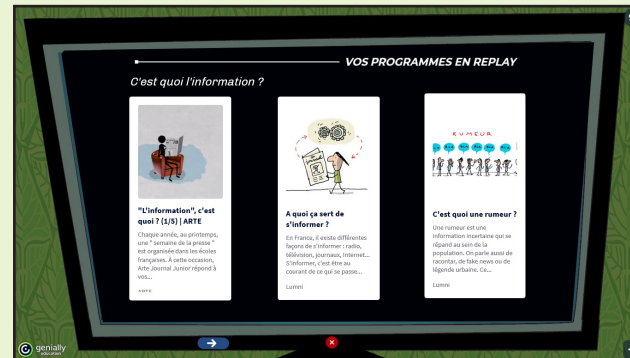 VOS PROGRAMMES EN REPLAY
C'est quoi l'information ?
"L'information", c'est
quoi ? (1/5) | ARTE
Chaque année, au printemps,
une " semaine de la presse "
est organisée dans les écoles
françaises. À cette occasion,
Arte Journal Junior répond à
vos...
ARTE
A quoi ça sert de
s'informer ?
En France, il existe différentes
façons de s'informer : radio,
télévision, journaux, Internet...
S'informer, c'est être au
courant de ce qui se passe...
Lumni
RUMEUR
C'est quoi une rumeur ?
Une rumeur est une
information incertaine qui se
répand au sein de la
population. On parle aussi de
racontar, de fake news ou de
légende urbaine. Ce...
Lumni
genially
education